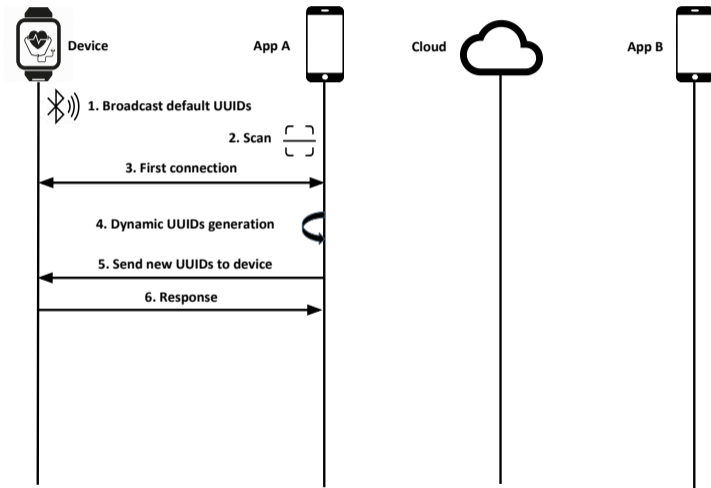 Device
App A
Cloud
App B
1. Broadcast default UUIDs
2. Scan
3. First connection
4. Dynamic UUIDs generation
5. Send new UUIDs to device
6. Response